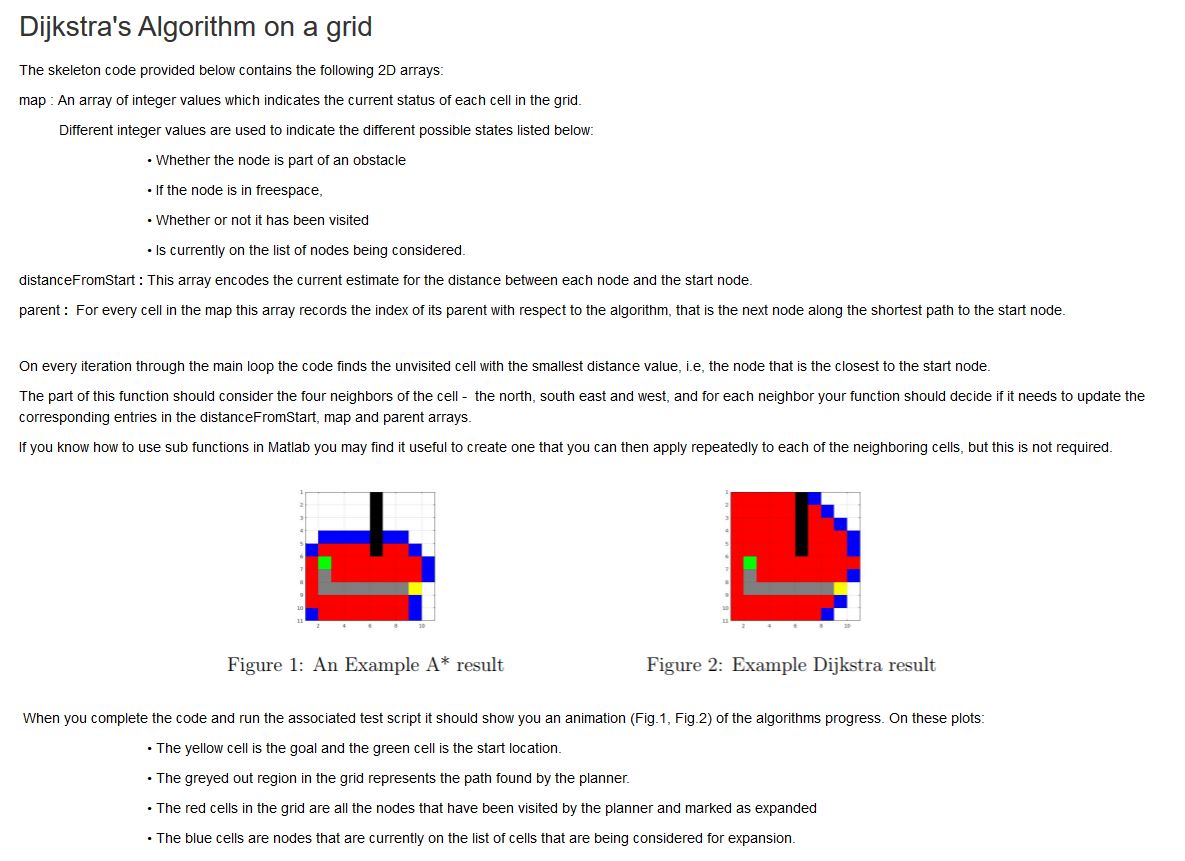 Dijkstra's Algorithm on a grid
The skeleton code provided below contains the following 2D arrays:
map : An array of integer values which indicates the current status of each cell in the grid.
Different integer values are used to indicate the different possible states listed below:
• Whether the node is part of an obstacle
• If the node is in freespace,
• Whether or not it has been visited
• Is currently on the list of nodes being considered.
distanceFromStart : This array encodes the current estimate for the distance between each node and the start node.
parent : For every cell in the map this array records the index of its parent with respect to the algorithm, that is the next node along the shortest path to the start node.
On every iteration through the main loop the code finds the unvisited cell with the smallest distance value, i.e, the node that is the closest to the start node.
The part of this function should consider the four neighbors of the cell - the north, south east and west, and for each neighbor your function should decide if it needs to update the
corresponding entries in the distanceFromStart, map and parent arrays.
If you know how to use sub functions in Matlab you may find it useful to create one that you can then apply repeatedly to each of the neighboring cells, but this is not required.
1
2
3
4
5
6
7
8
9
10
11
2 4 6 8 10
1
2
3
4
5
6
7
8
9
10
11
2 4 6 8 10
Figure 1: An Example A* result
Figure 2: Example Dijkstra result
When you complete the code and run the associated test script it should show you an animation (Fig.1, Fig.2) of the algorithms progress. On these plots:
• The yellow cell is the goal and the green cell is the start location.
• The greyed out region in the grid represents the path found by the planner.
• The red cells in the grid are all the nodes that have been visited by the planner and marked as expanded
• The blue cells are nodes that are currently on the list of cells that are being considered for expansion.